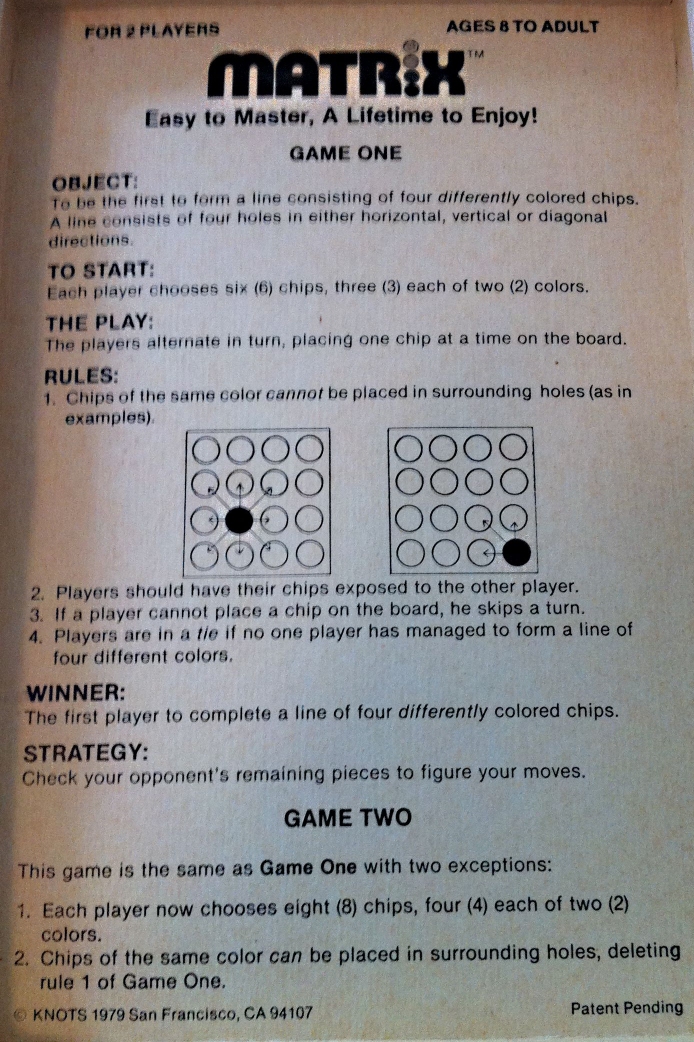 FOR 2 PLAYERS
AGES 8 TO ADULT
MATRIX™
Easy to Master, A Lifetime to Enjoy!
GAME ONE
OBJECT:
To be the first to form a line consisting of four differently colored chips.
A line consists of four holes in either horizontal, vertical or diagonal
directions.
TO START:
Each player chooses six (6) chips, three (3) each of two (2) colors.
THE PLAY:
The players alternate in turn, placing one chip at a time on the board.
RULES:
1. Chips of the same color cannot be placed in surrounding holes (as in
examples).
2. Players should have their chips exposed to the other player.
3. If a player cannot place a chip on the board, he skips a turn.
4. Players are in a tie if no one player has managed to form a line of
four different colors.
WINNER:
The first player to complete a line of four differently colored chips.
STRATEGY:
Check your opponent's remaining pieces to figure your moves.
GAME TWO
This game is the same as Game One with two exceptions:
1. Each player now chooses eight (8) chips, four (4) each of two (2)
colors.
2. Chips of the same color can be placed in surrounding holes, deleting
rule 1 of Game One.
© KNOTS 1979 San Francisco, CA 94107
Patent Pending